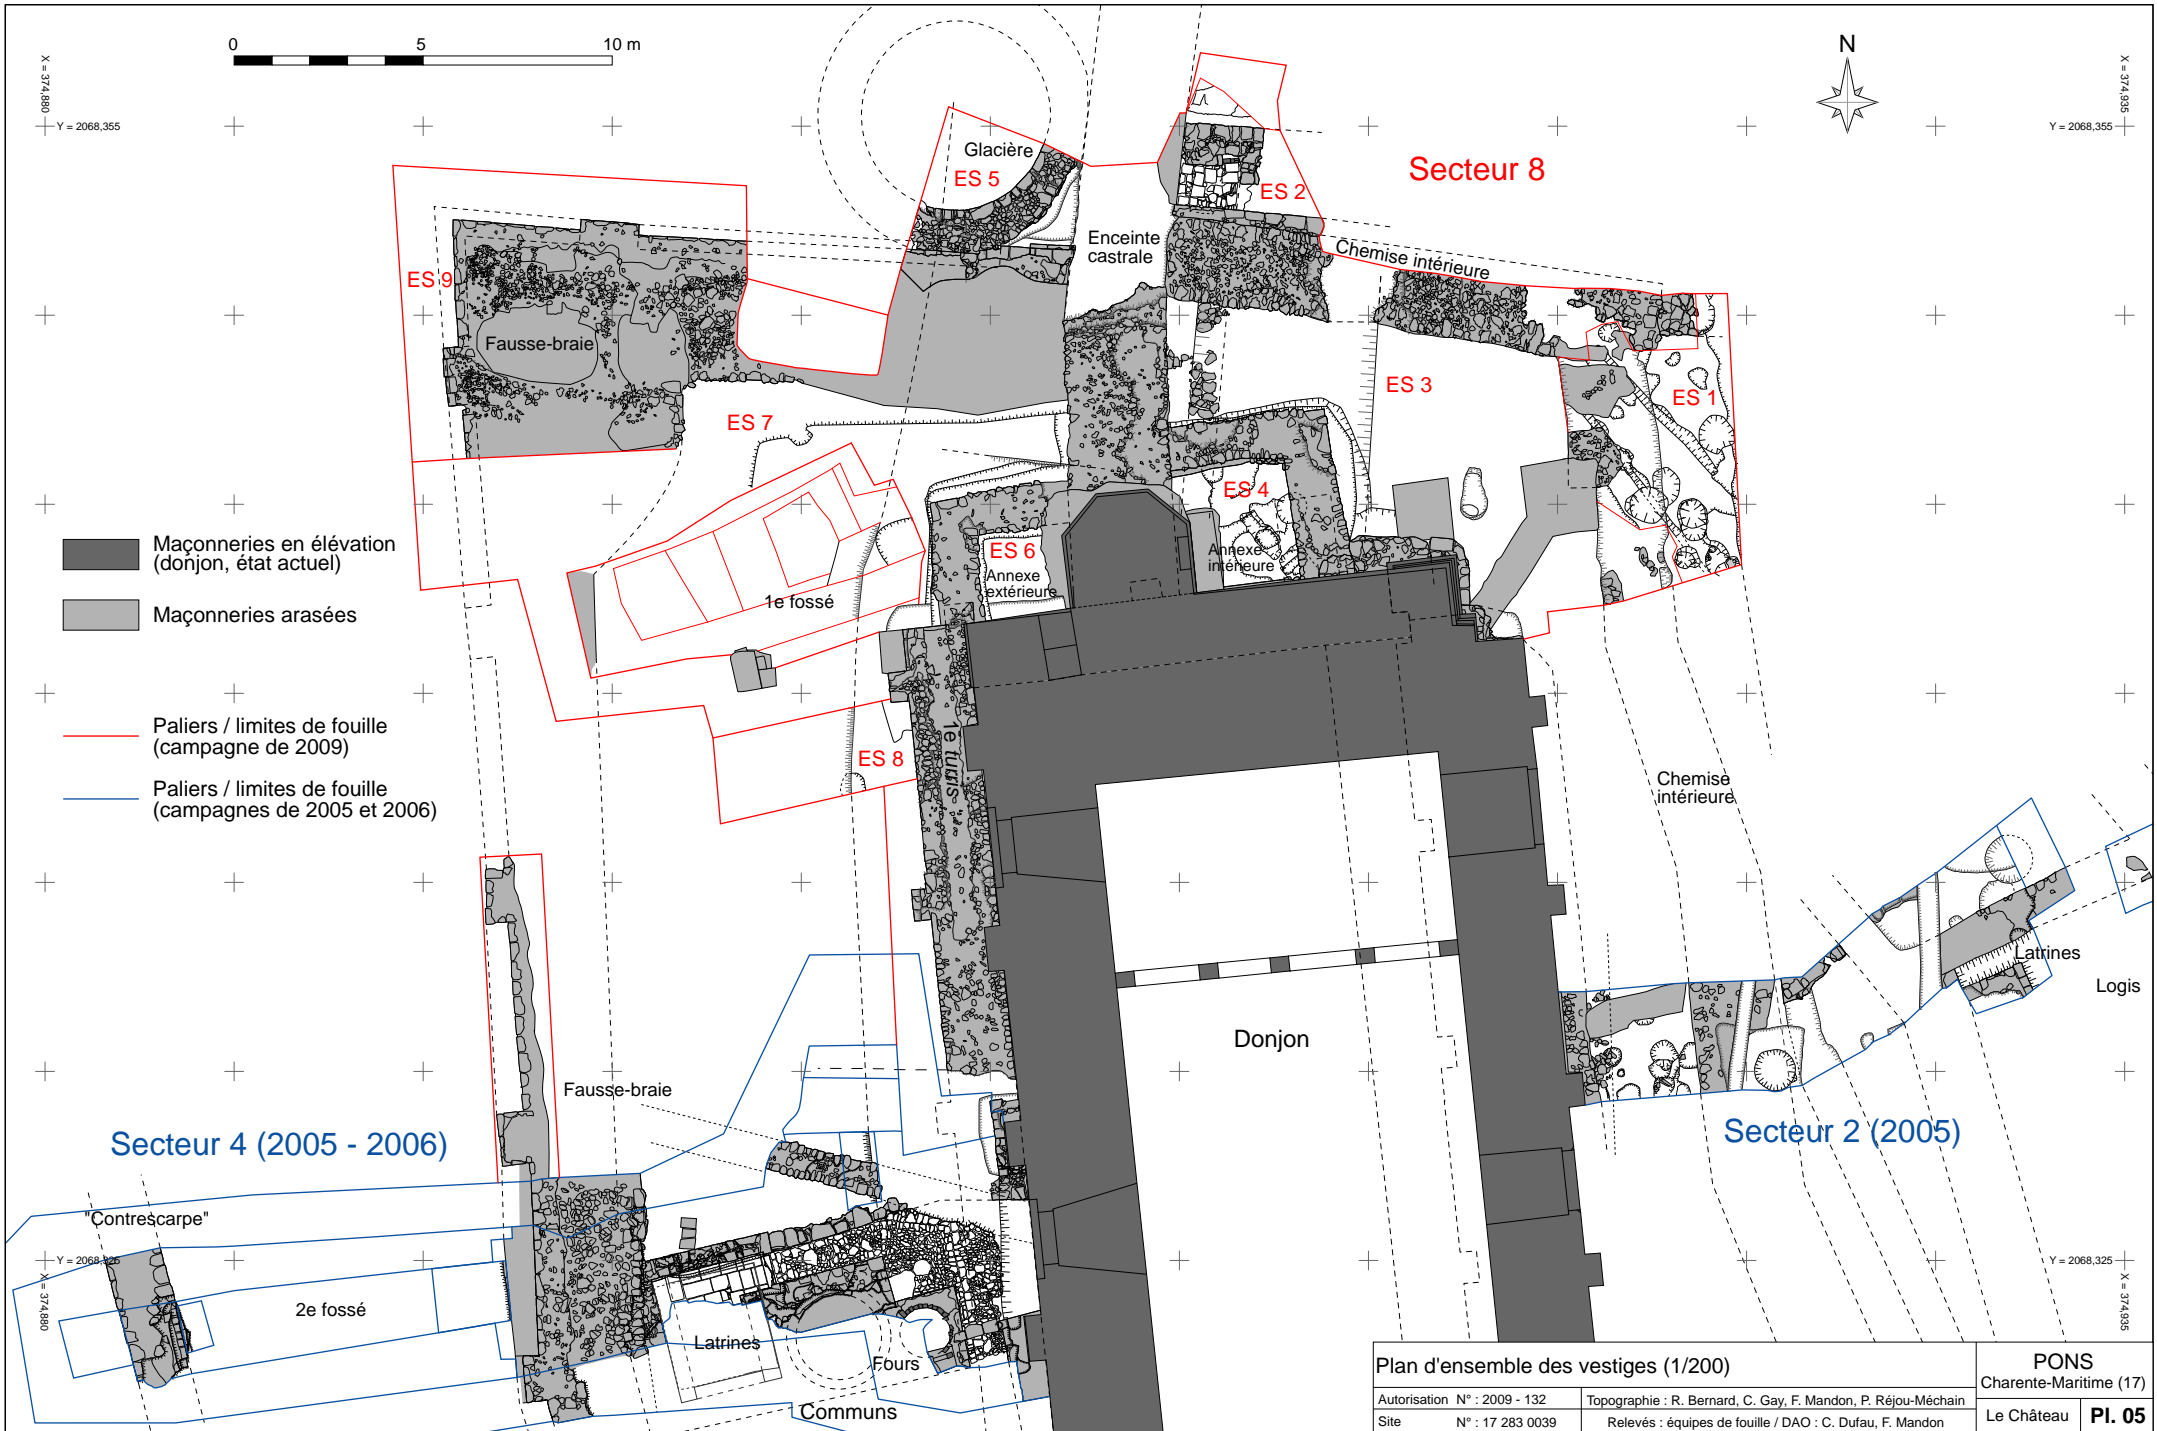 0 5 10 m
N
X = 374,880
Y = 2068,355
X = 374,935
Y = 2068,355
Secteur 8
Glacière
ES 5
ES 2
Enceinte
castrale
Chemise intérieure
ES 9
Fausse-braie
ES 3
ES 1
ES 7
ES 4
ES 6
Annexe
extérieure
Annexe
intérieure
1e fossé
1e turris
ES 8
Maçonneries en élévation
(donjon, état actuel)
Maçonneries arasées
Paliers / limites de fouille
(campagne de 2009)
Paliers / limites de fouille
(campagnes de 2005 et 2006)
Chemise
intérieure
Latrines
Logis
Donjon
Fausse-braie
Secteur 4 (2005 - 2006)
Secteur 2 (2005)
"Contrescarpe"
Y = 2068,325
X = 374,880
2e fossé
Latrines
Fours
Communs
Y = 2068,325
X = 374,935
Plan d'ensemble des vestiges (1/200)
Autorisation N° : 2009 - 132
Topographie : R. Bernard, C. Gay, F. Mandon, P. Réjou-Méchain
Site N° : 17 283 0039
Relevés : équipes de fouille / DAO : C. Dufau, F. Mandon
PONS
Charente-Maritime (17)
Le Château
Pl. 05